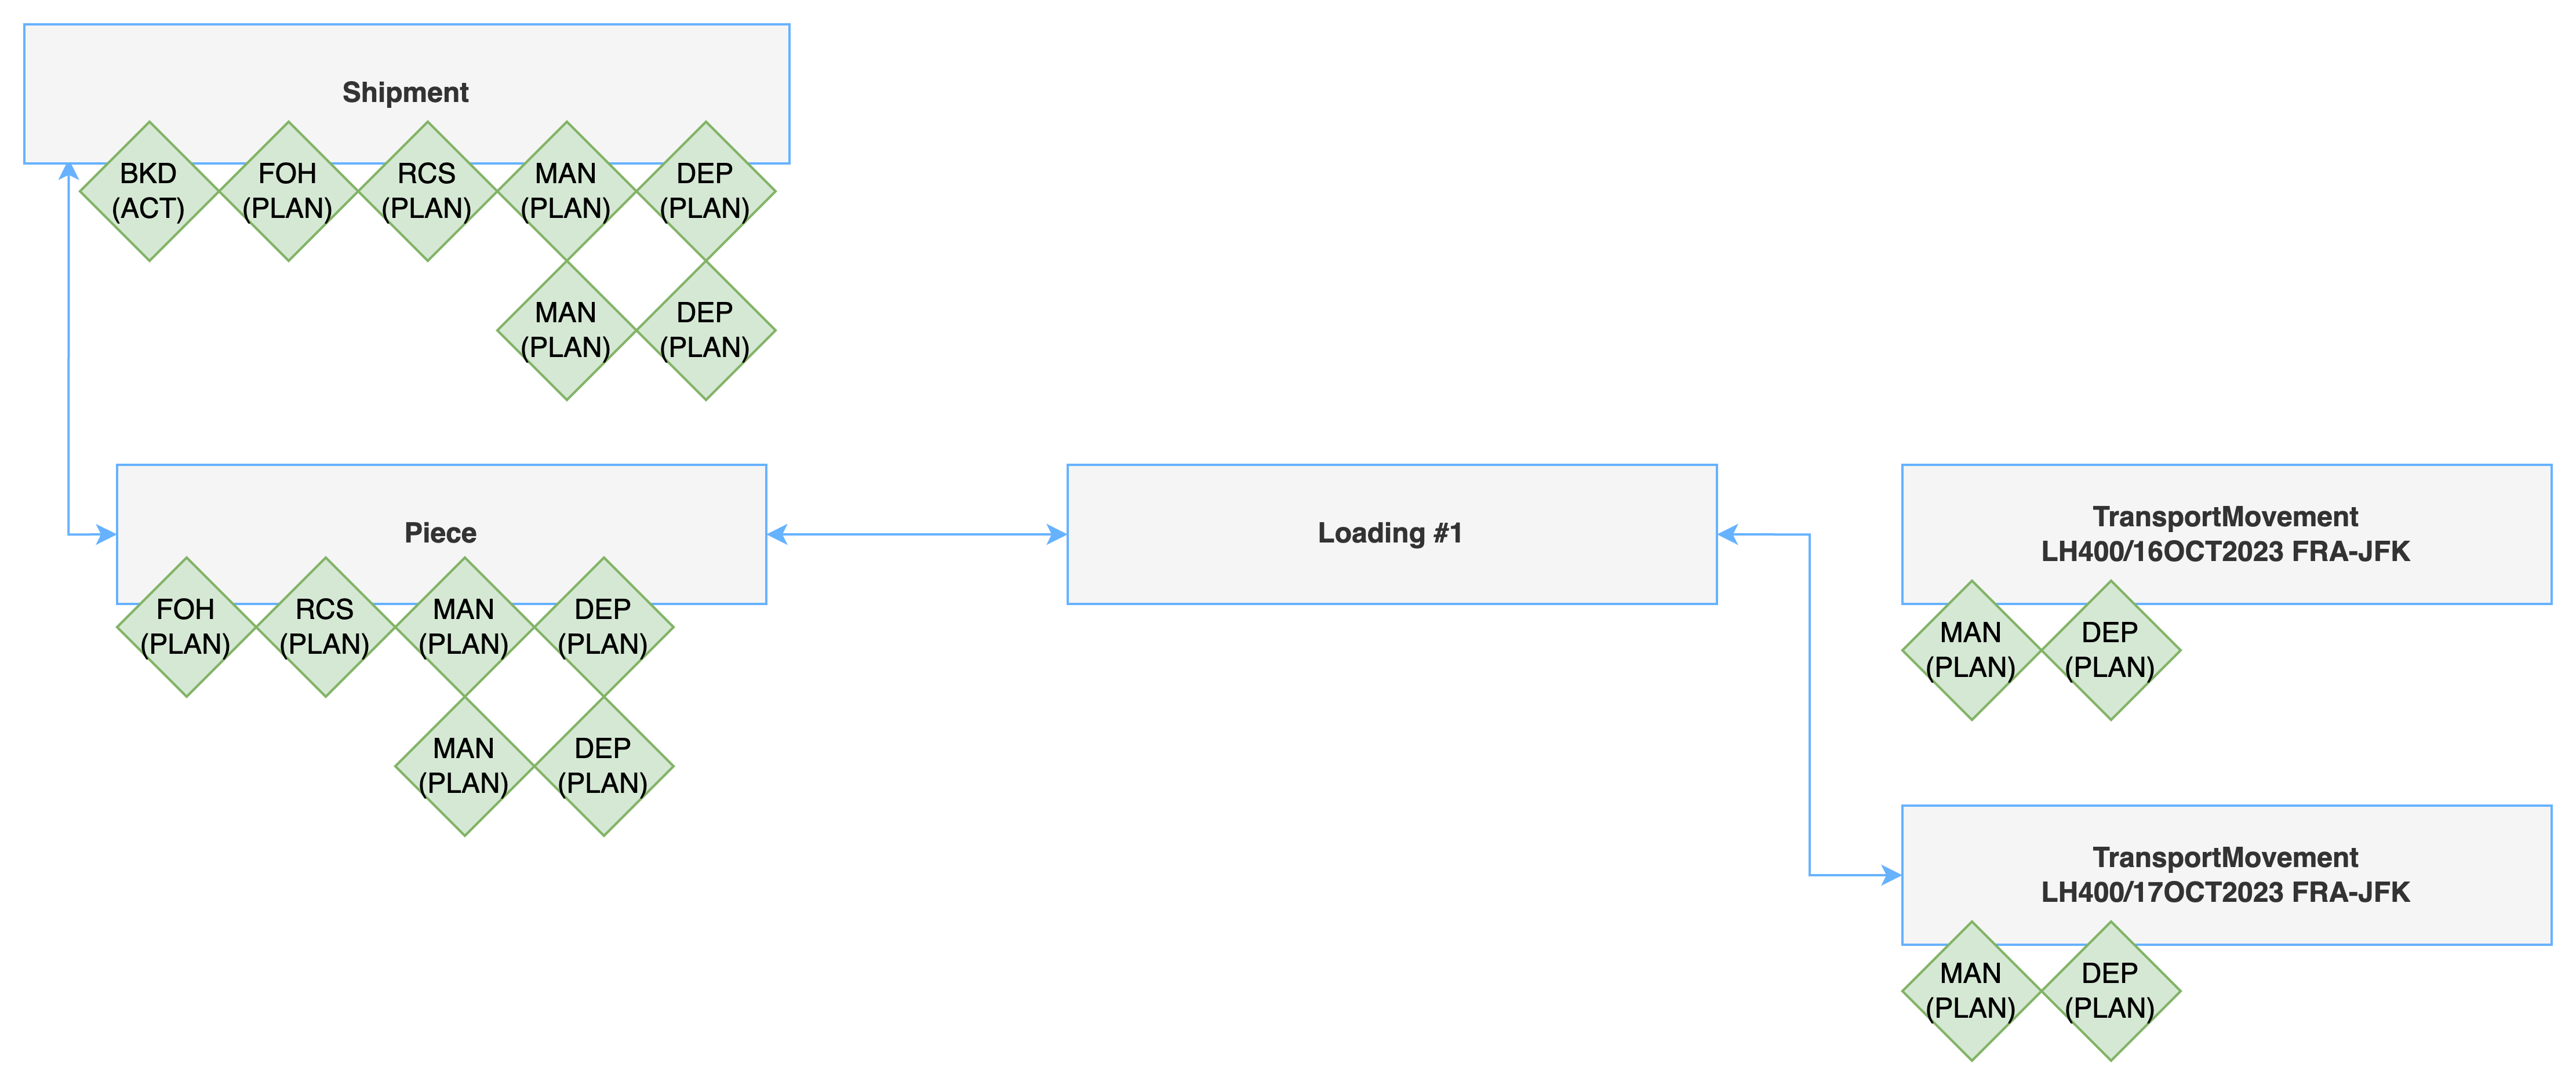 Shipment
BKD
(ACT)
FOH
(PLAN)
RCS
(PLAN)
MAN
(PLAN)
DEP
(PLAN)
MAN
(PLAN)
DEP
(PLAN)
Piece
FOH
(PLAN)
RCS
(PLAN)
MAN
(PLAN)
DEP
(PLAN)
MAN
(PLAN)
DEP
(PLAN)
Loading #1
TransportMovement
LH400/16OCT2023 FRA-JFK
MAN
(PLAN)
DEP
(PLAN)
TransportMovement
LH400/17OCT2023 FRA-JFK
MAN
(PLAN)
DEP
(PLAN)